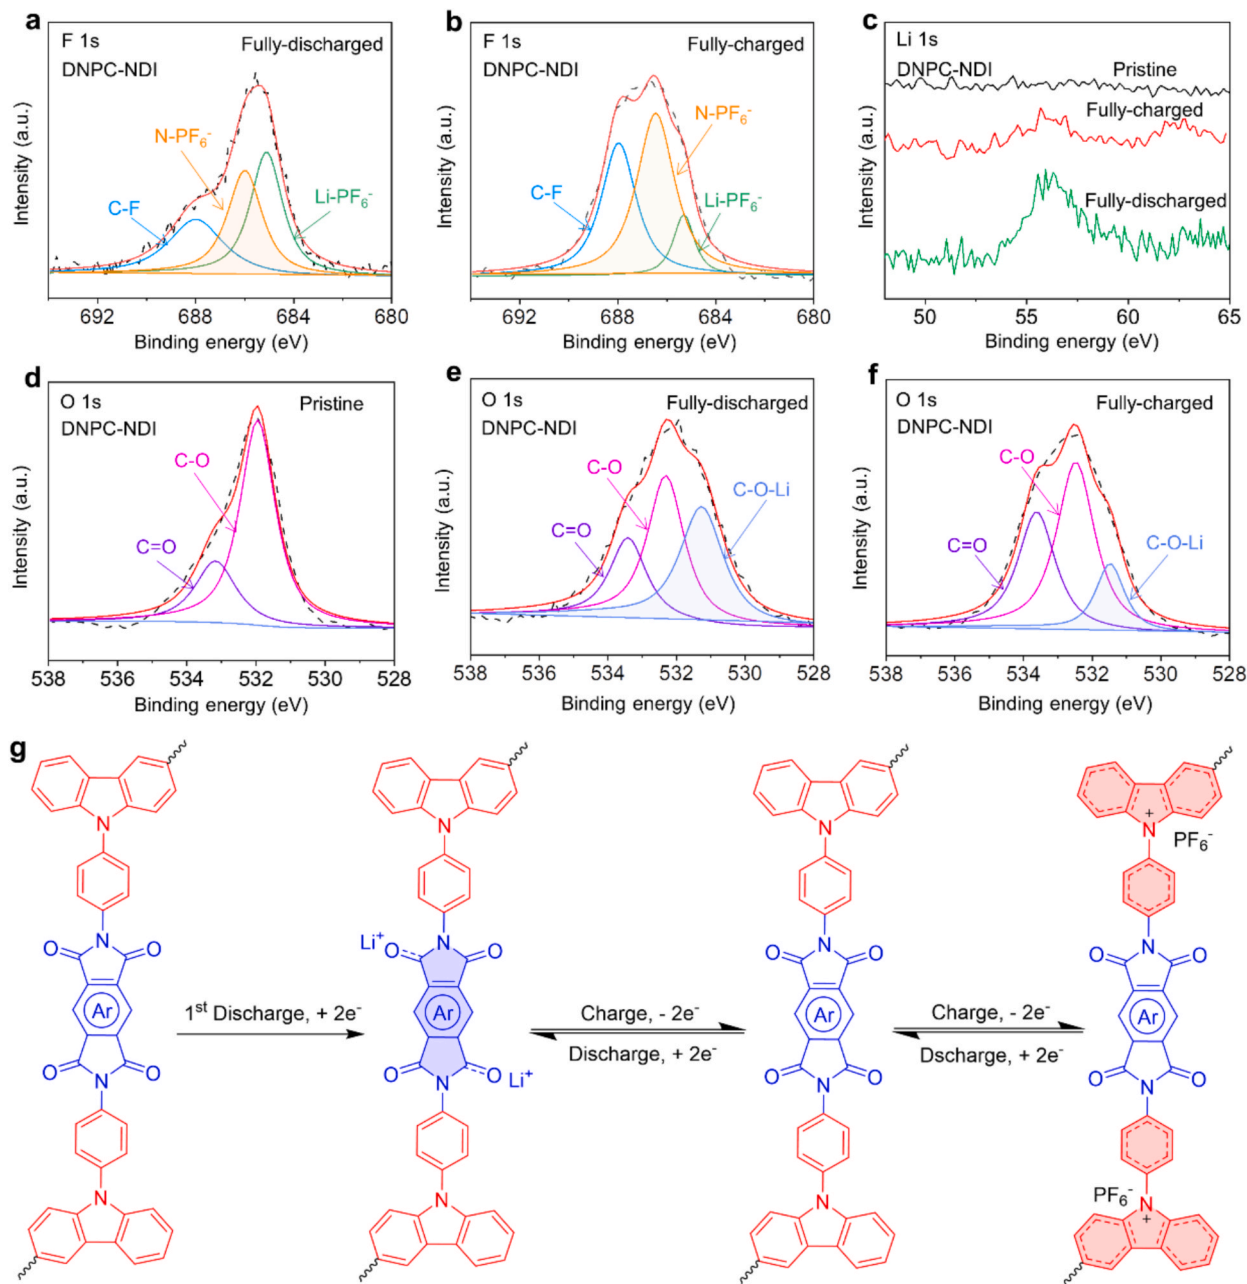 a
F 1s
Fully-discharged
DNPC-NDI
N-PF6-
C-F
Li-PF6-
Intensity (a.u.)
692 688 684 680
Binding energy (eV)
b
F 1s
Fully-charged
DNPC-NDI
N-PF6-
C-F
Li-PF6-
Intensity (a.u.)
692 688 684 680
Binding energy (eV)
c
Li 1s
DNPC-NDI
Pristine
Fully-charged
Fully-discharged
Intensity (a.u.)
50 55 60 65
Binding energy (eV)
d
O 1s
Pristine
DNPC-NDI
C-O
C=O
Intensity (a.u.)
538 536 534 532 530 528
Binding energy (eV)
e
O 1s
Fully-discharged
DNPC-NDI
C-O
C-O-Li
C=O
Intensity (a.u.)
538 536 534 532 530 528
Binding energy (eV)
f
O 1s
Fully-charged
DNPC-NDI
C-O
C=O
C-O-Li
Intensity (a.u.)
538 536 534 532 530 528
Binding energy (eV)
g
N
O N O
Ar
O N O
N
1st Discharge, + 2e-
N
Li+ O N O
Ar
O N O Li+
N
Charge, - 2e-
Discharge, + 2e-
N
O N O
Ar
O N O
N
Charge, - 2e-
Dscharge, + 2e-
+
N PF6-
O N O
Ar
O N O
PF6- N
+